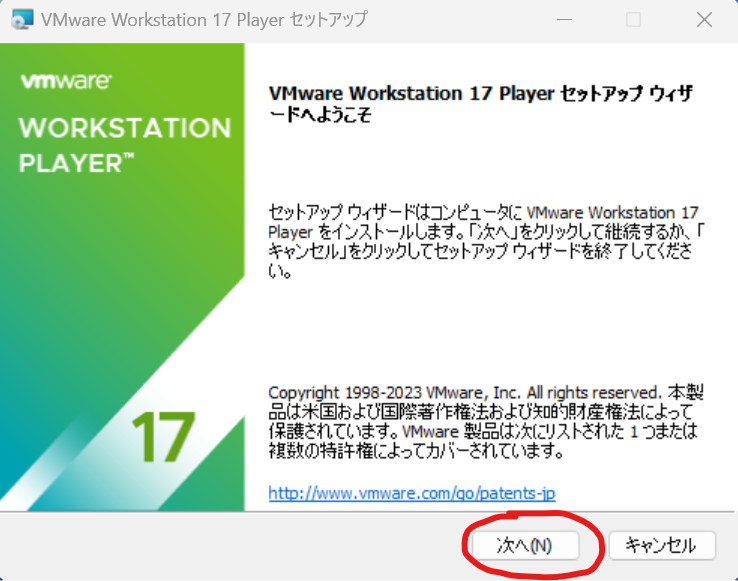 VMware Workstation 17 Player セットアップ
vmware®
WORKSTATION
PLAYER™
17
VMware Workstation 17 Player セットアップ ウィザ
ードへようこそ
セットアップ ウィザードはコンピュータに VMware Workstation 17
Player をインストールします。「次へ」をクリックして継続するか、「
キャンセル」をクリックしてセットアップ ウィザードを終了してくださ
い。
Copyright 1998-2023 VMware, Inc. All rights reserved. 本製
品は米国および国際著作権法および知的財産権法によって
保護されています。VMware 製品は次にリストされた 1 つまたは
複数の特許権によってカバーされています。
http://www.vmware.com/go/patents-jp
次へ(N)
キャンセル